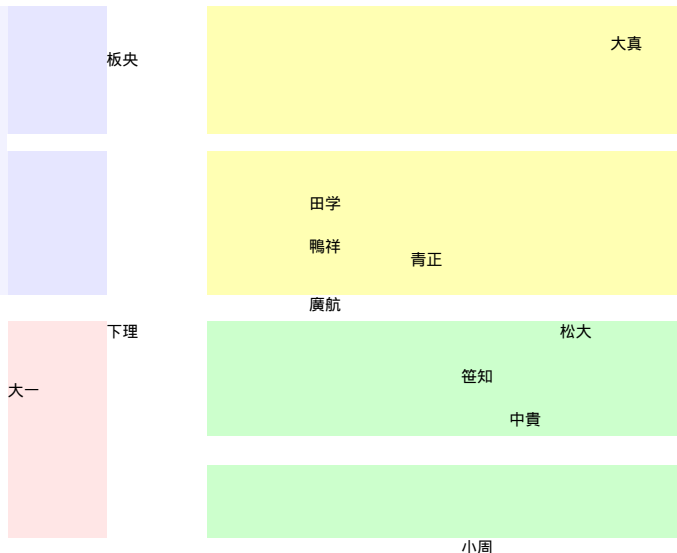 大真
板央
田学
鴨祥
青正
廣航
下理
松大
笹知
大一
中貴
小周